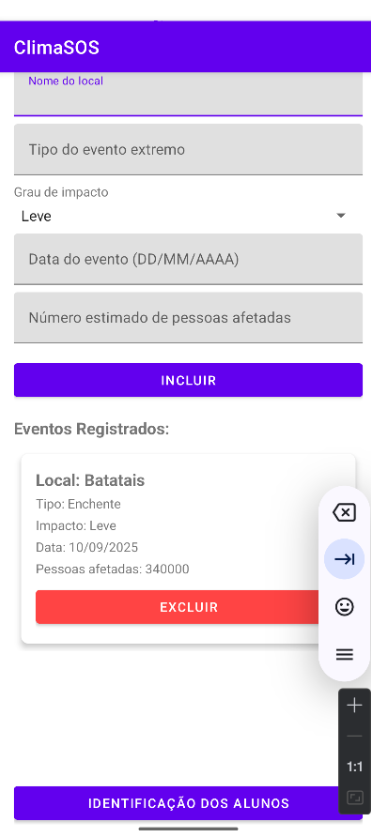 ClimaSOS
Nome do local
Tipo do evento extremo
Grau de impacto
Leve
Data do evento (DD/MM/AAAA)
Número estimado de pessoas afetadas
INCLUIR
Eventos Registrados:
Local: Batatais
Tipo: Enchente
Impacto: Leve
Data: 10/09/2025
Pessoas afetadas: 340000
EXCLUIR
1:1
IDENTIFICAÇÃO DOS ALUNOS